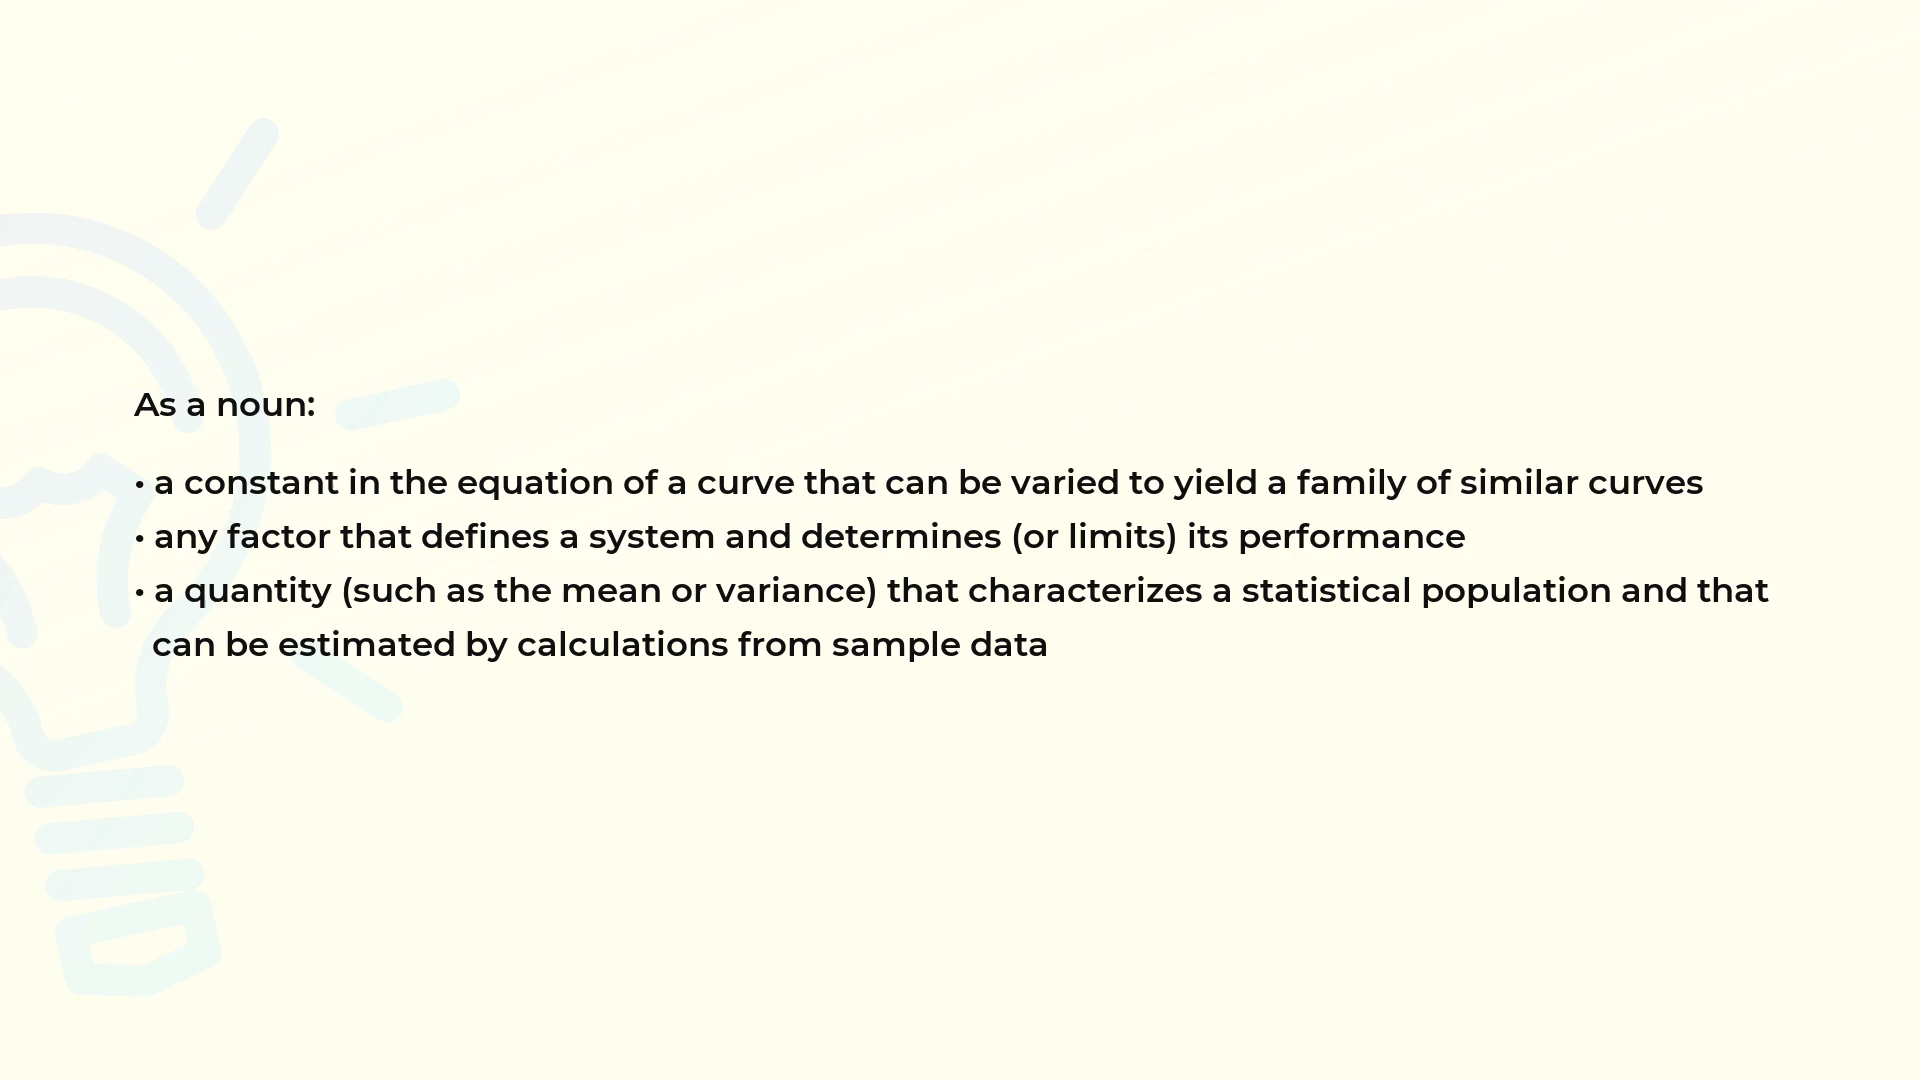 As a noun:
• a constant in the equation of a curve that can be varied to yield a family of similar curves
• any factor that defines a system and determines (or limits) its performance
• a quantity (such as the mean or variance) that characterizes a statistical population and that
can be estimated by calculations from sample data